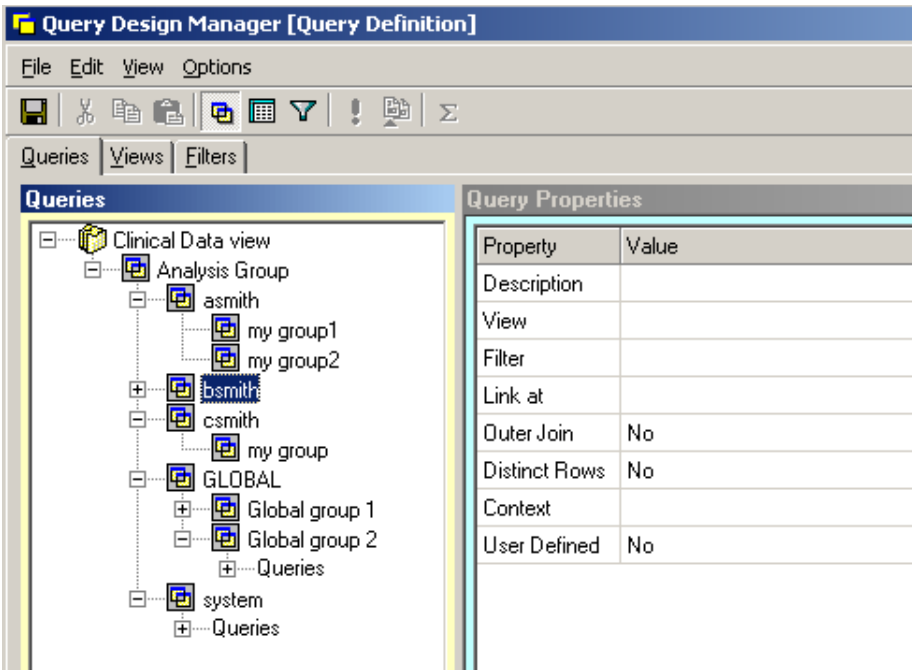 Query Design Manager [Query Definition]
File Edit View Options
Queries Views Filters
Queries
Clinical Data view
Analysis Group
asmith
my group1
my group2
bsmith
csmith
my group
GLOBAL
Global group 1
Global group 2
Queries
system
Queries
Query Properties
Property Value
Description
View
Filter
Link at
Outer Join No
Distinct Rows No
Context
User Defined No